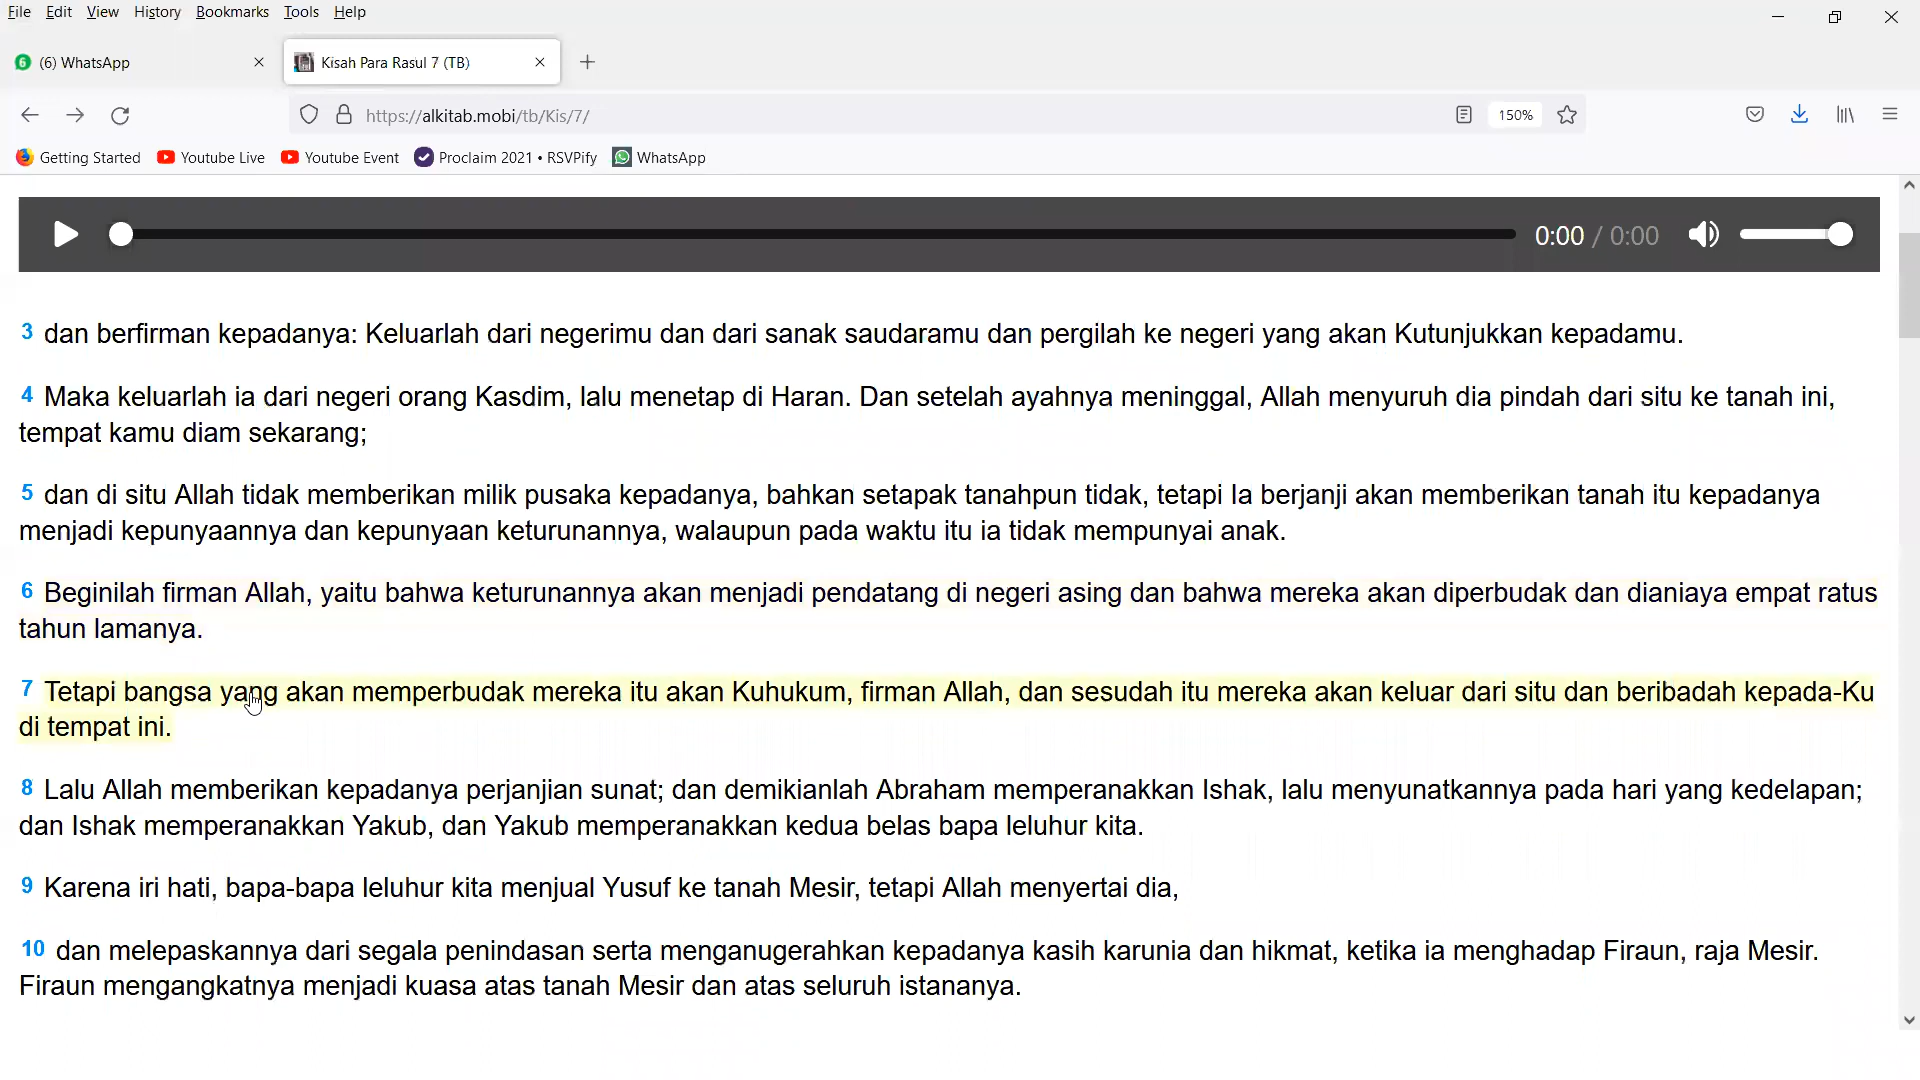 File Edit View History Bookmarks Tools Help
6 (6) WhatsApp
Kisah Para Rasul 7 (TB)
https://alkitab.mobi/tb/Kis/7/
150%
Getting Started Youtube Live Youtube Event Proclaim 2021 • RSVPify WhatsApp
0:00 / 0:00
3 dan berfirman kepadanya: Keluarlah dari negerimu dan dari sanak saudaramu dan pergilah ke negeri yang akan Kutunjukkan kepadamu.
4 Maka keluarlah ia dari negeri orang Kasdim, lalu menetap di Haran. Dan setelah ayahnya meninggal, Allah menyuruh dia pindah dari situ ke tanah ini,
tempat kamu diam sekarang;
5 dan di situ Allah tidak memberikan milik pusaka kepadanya, bahkan setapak tanahpun tidak, tetapi Ia berjanji akan memberikan tanah itu kepadanya
menjadi kepunyaannya dan kepunyaan keturunannya, walaupun pada waktu itu ia tidak mempunyai anak.
6 Beginilah firman Allah, yaitu bahwa keturunannya akan menjadi pendatang di negeri asing dan bahwa mereka akan diperbudak dan dianiaya empat ratus
tahun lamanya.
7 Tetapi bangsa yang akan memperbudak mereka itu akan Kuhukum, firman Allah, dan sesudah itu mereka akan keluar dari situ dan beribadah kepada-Ku
di tempat ini.
8 Lalu Allah memberikan kepadanya perjanjian sunat; dan demikianlah Abraham memperanakkan Ishak, lalu menyunatkannya pada hari yang kedelapan;
dan Ishak memperanakkan Yakub, dan Yakub memperanakkan kedua belas bapa leluhur kita.
9 Karena iri hati, bapa-bapa leluhur kita menjual Yusuf ke tanah Mesir, tetapi Allah menyertai dia,
10 dan melepaskannya dari segala penindasan serta menganugerahkan kepadanya kasih karunia dan hikmat, ketika ia menghadap Firaun, raja Mesir.
Firaun mengangkatnya menjadi kuasa atas tanah Mesir dan atas seluruh istananya.